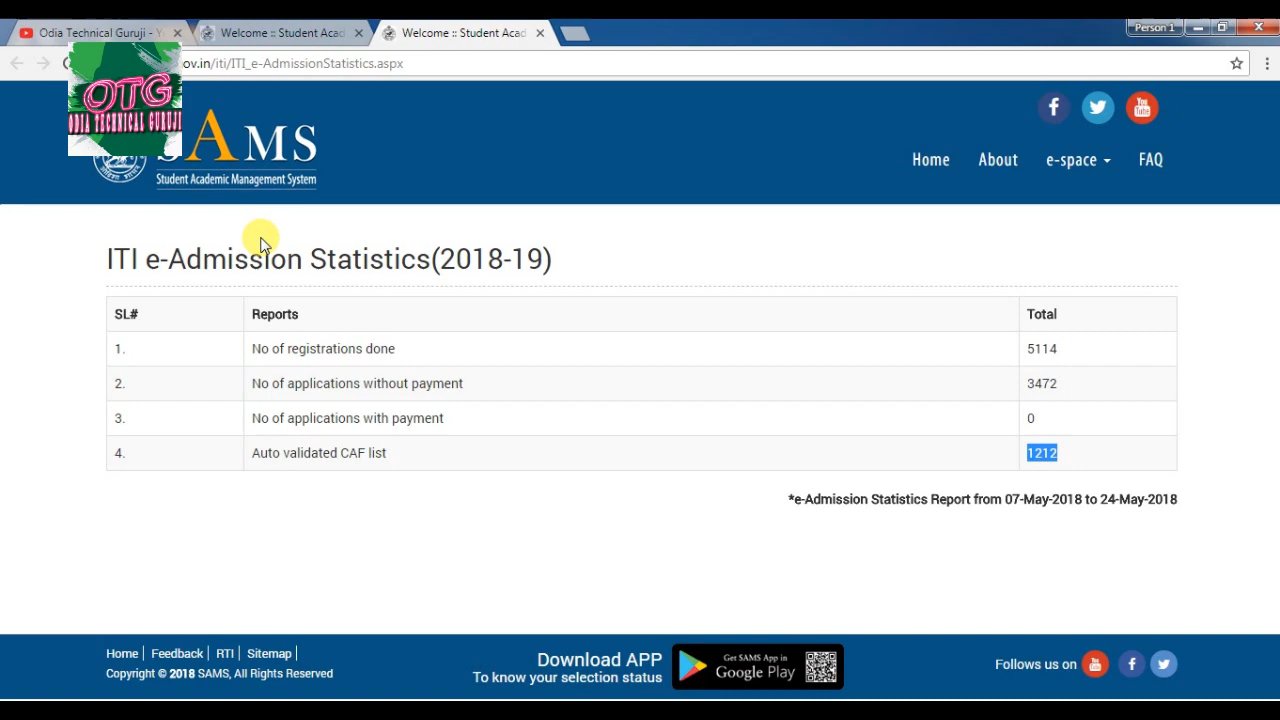 Odia Technical Guruji - Y
Welcome :: Student Acad
Welcome :: Student Acad
Person 1
ov.in/iti/ITI_e-AdmissionStatistics.aspx
OTG
ODIA TECHNICAL GURUJI
SAMS
Student Academic Management System
Home About e-space FAQ
You Tube
ITI e-Admission Statistics(2018-19)
SL# Reports Total
1. No of registrations done 5114
2. No of applications without payment 3472
3. No of applications with payment 0
4. Auto validated CAF list 1212
*e-Admission Statistics Report from 07-May-2018 to 24-May-2018
Home | Feedback | RTI | Sitemap |
Copyright © 2018 SAMS, All Rights Reserved
Download APP
To know your selection status
Get SAMS App in
Google Play
Follows us on